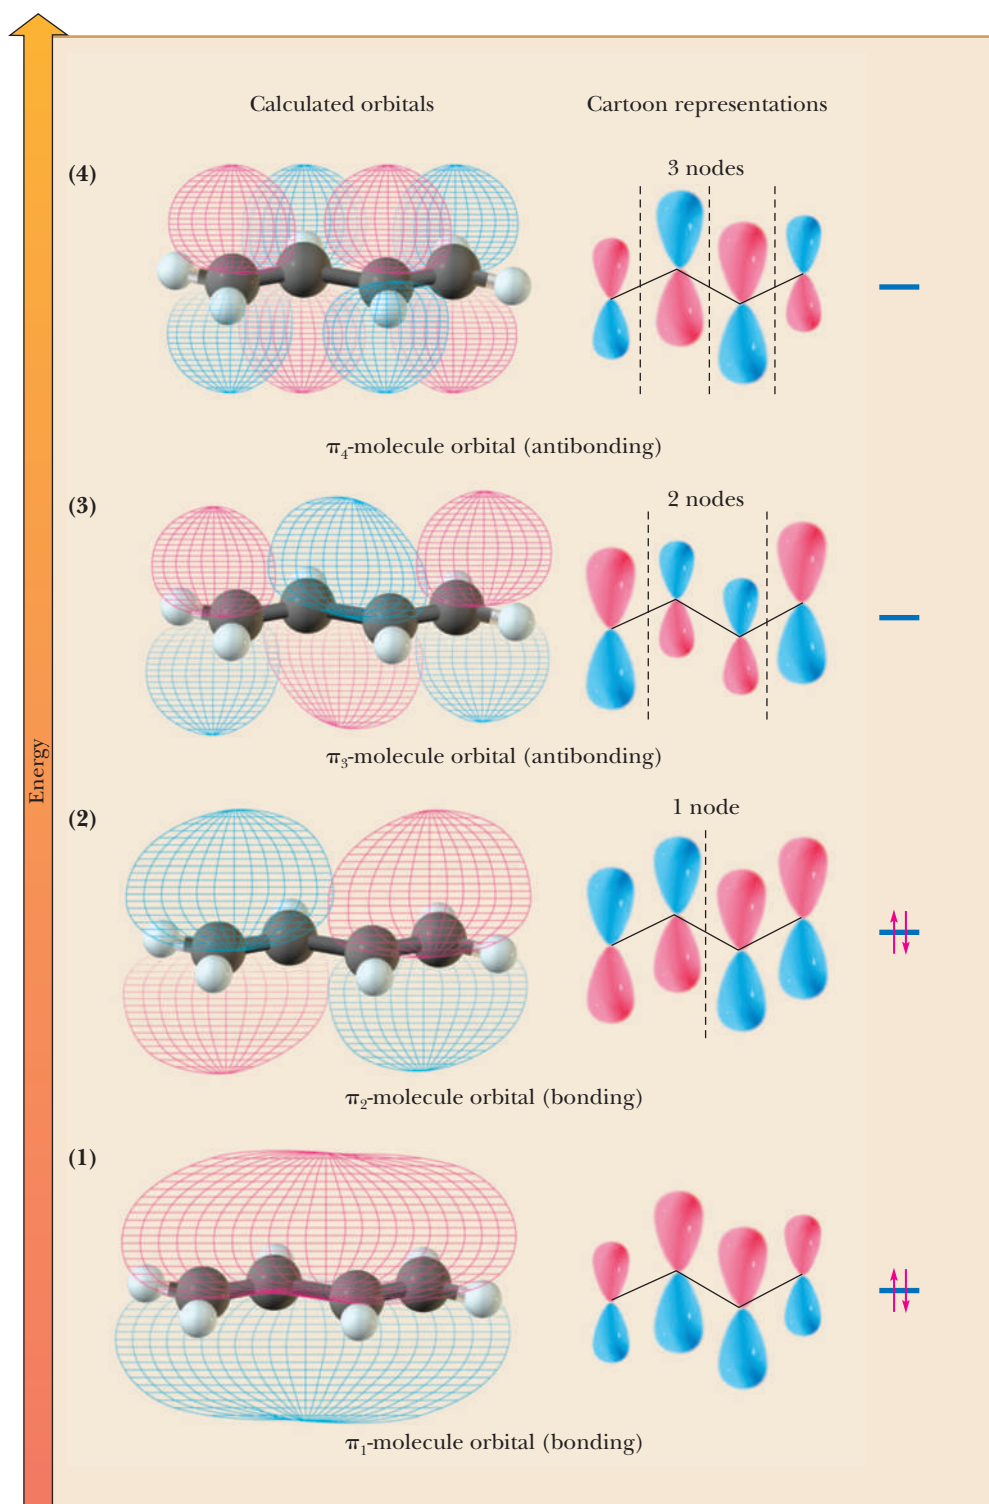 Calculated orbitals
Cartoon representations
(4)
3 nodes
π4-molecule orbital (antibonding)
(3)
2 nodes
π3-molecule orbital (antibonding)
Energy
(2)
1 node
π2-molecule orbital (bonding)
(1)
π1-molecule orbital (bonding)